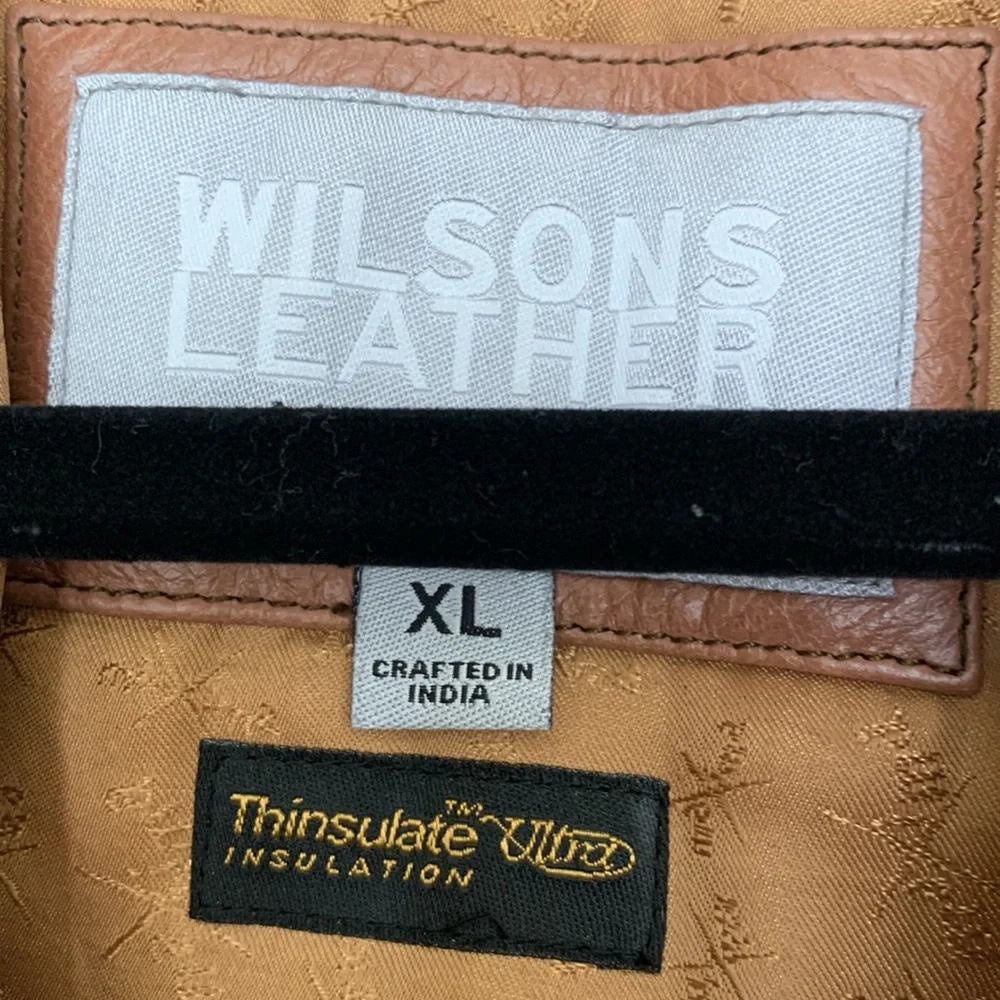 WILSONS
LEATHER
XL
CRAFTED IN
INDIA
Thinsulate™ Ultra
INSULATION